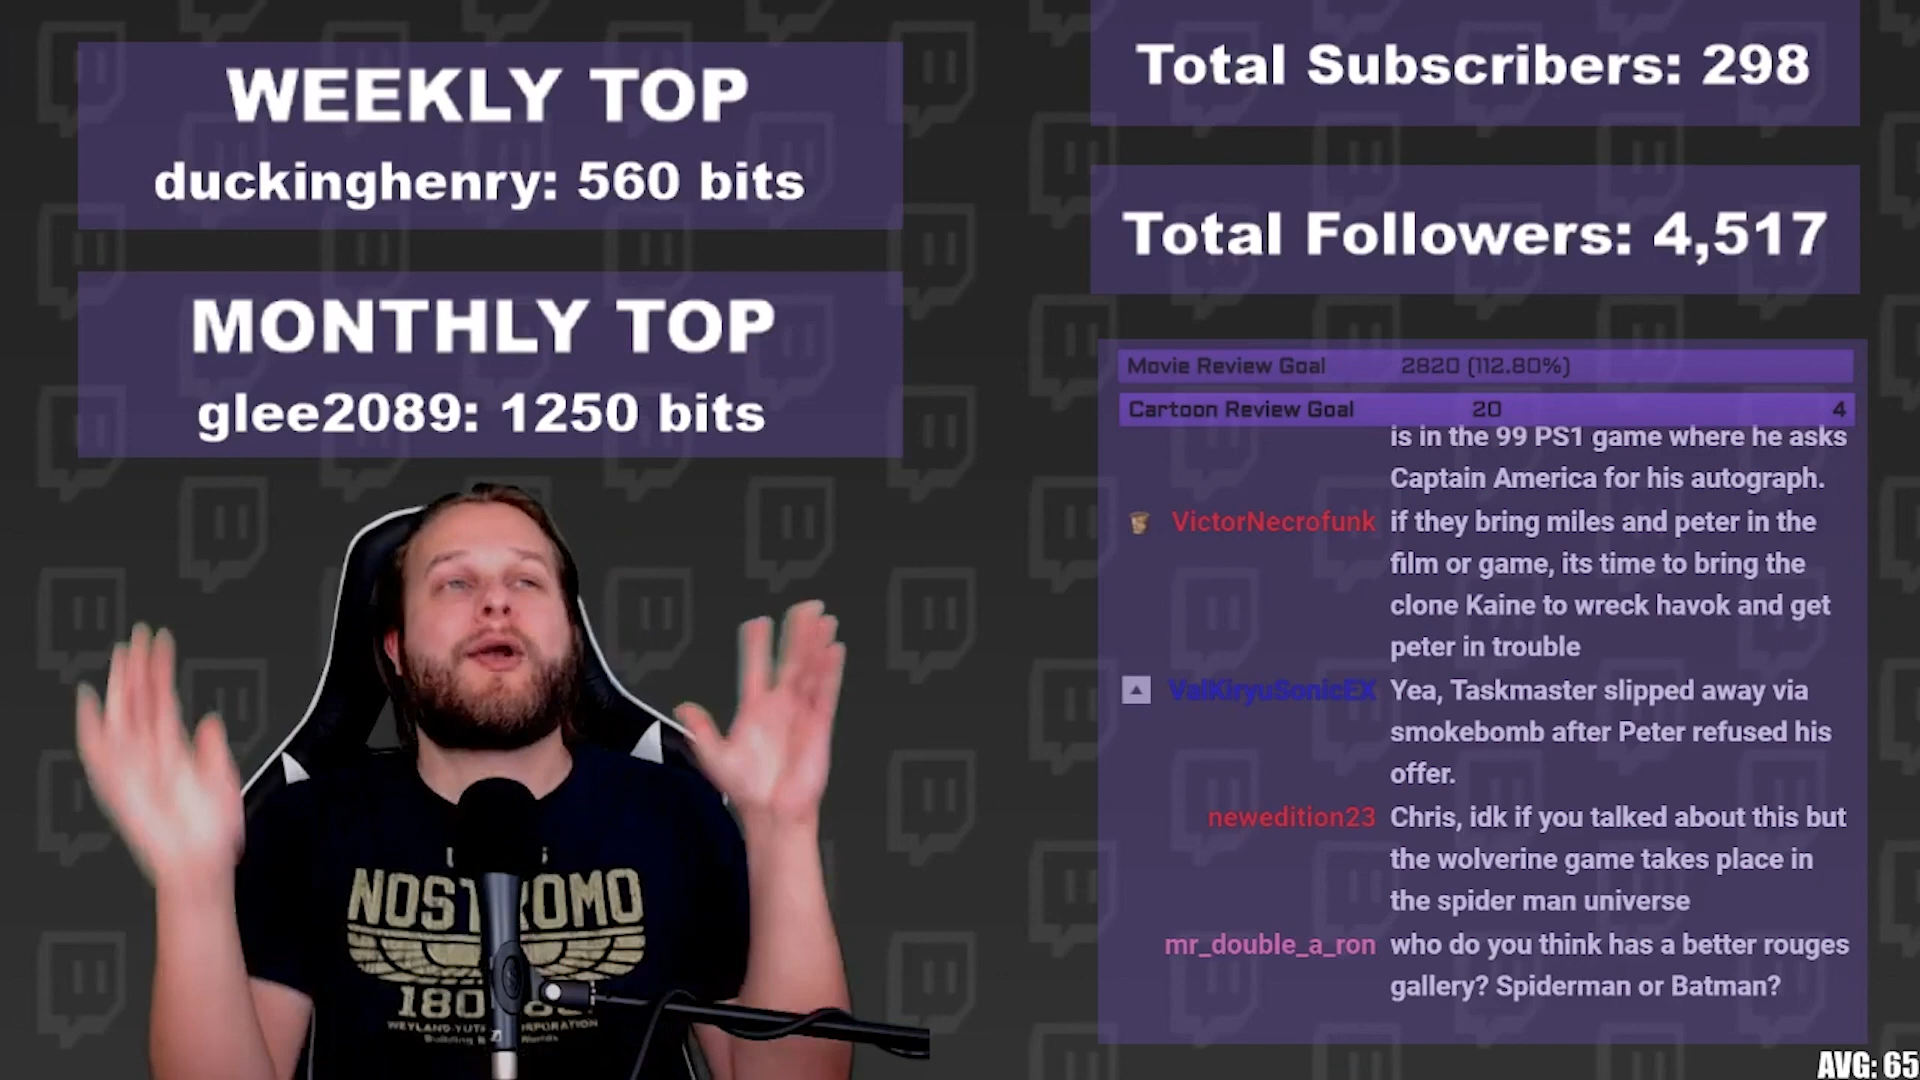 WEEKLY TOP
duckinghenry: 560 bits
MONTHLY TOP
glee2089: 1250 bits
Total Subscribers: 298
Total Followers: 4,517
Movie Review Goal 2820 (112.80%)
Cartoon Review Goal 20 4
is in the 99 PS1 game where he asks
Captain America for his autograph.
VictorNecrofunk if they bring miles and peter in the
film or game, its time to bring the
clone Kaine to wreck havok and get
peter in trouble
ValKiryuSonicEX Yea, Taskmaster slipped away via
smokebomb after Peter refused his
offer.
newedition23 Chris, idk if you talked about this but
the wolverine game takes place in
the spider man universe
mr_double_a_ron who do you think has a better rouges
gallery? Spiderman or Batman?
AVG: 65